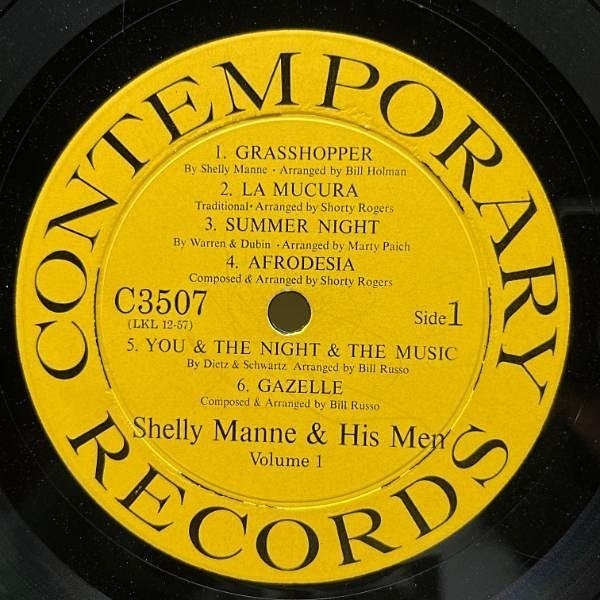 CONTEMPORARY
1. GRASSHOPPER
By Shelly Manne · Arranged by Bill Holman
2. LA MUCURA
Traditional · Arranged by Shorty Rogers
3. SUMMER NIGHT
By Warren & Dubin · Arranged by Marty Paich
4. AFRODESIA
Composed & Arranged by Shorty Rogers
C3507
(LKL 12-57)
Side 1
5. YOU & THE NIGHT & THE MUSIC
By Dietz & Schwartz Arranged by Bill Russo
6. GAZELLE
Composed & Arranged by Bill Russo
Shelly Manne & His Men
Volume 1
RECORDS